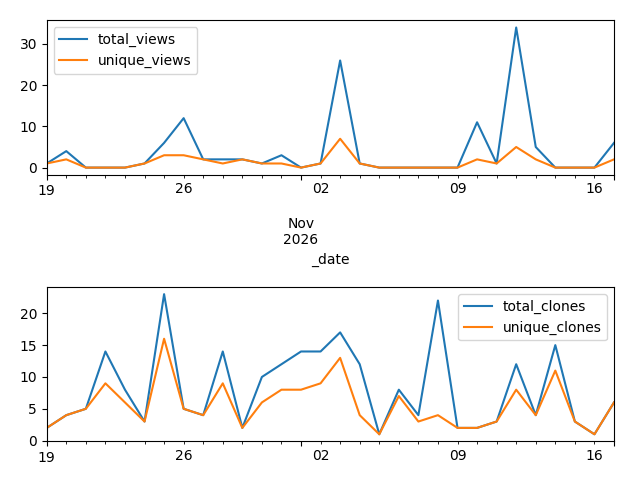 total_views
unique_views
30
20
10
0
19 26 02 09 16
Nov
2026
_date
total_clones
unique_clones
20
15
10
5
0
19 26 02 09 16